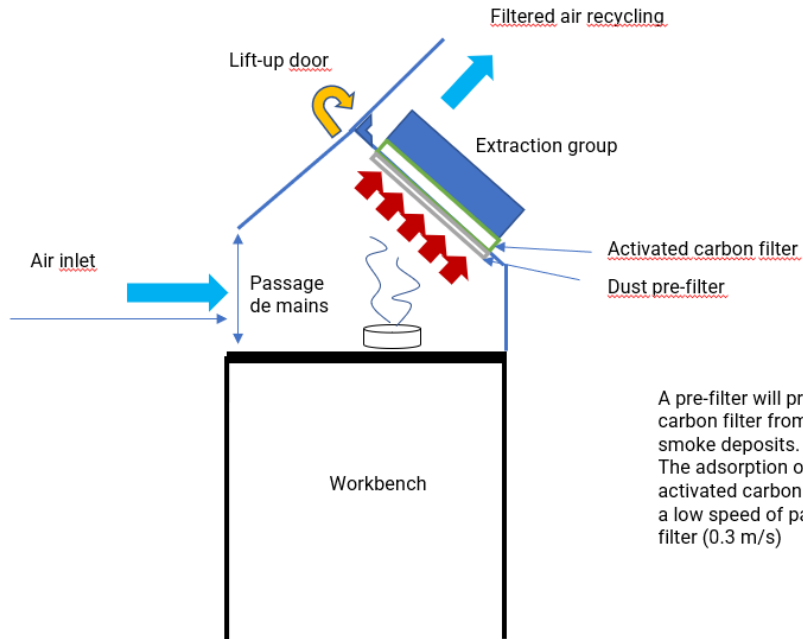 Filtered air recycling
Lift-up door
Extraction group
Air inlet
Passage
de mains
Activated carbon filter
Dust pre-filter
Workbench
A pre-filter will pr
carbon filter from
smoke deposits.
The adsorption o
activated carbon
a low speed of pa
filter (0.3 m/s)